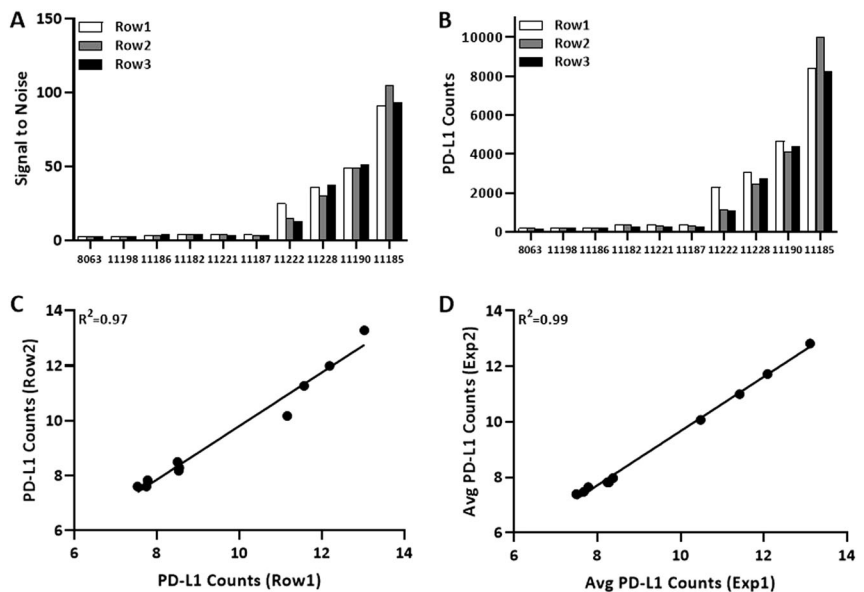 A
150
100
50
0
Signal to Noise
Row1
Row2
Row3
8063 11198 11186 11182 11221 11187 11222 11228 11190 11185
B
10000
8000
6000
4000
2000
0
PD-L1 Counts
Row1
Row2
Row3
8063 11198 11186 11182 11221 11187 11222 11228 11190 11185
C
R²=0.97
14
12
10
8
6
PD-L1 Counts (Row2)
6 8 10 12 14
PD-L1 Counts (Row1)
D
R²=0.99
14
12
10
8
6
Avg PD-L1 Counts (Exp2)
6 8 10 12 14
Avg PD-L1 Counts (Exp1)